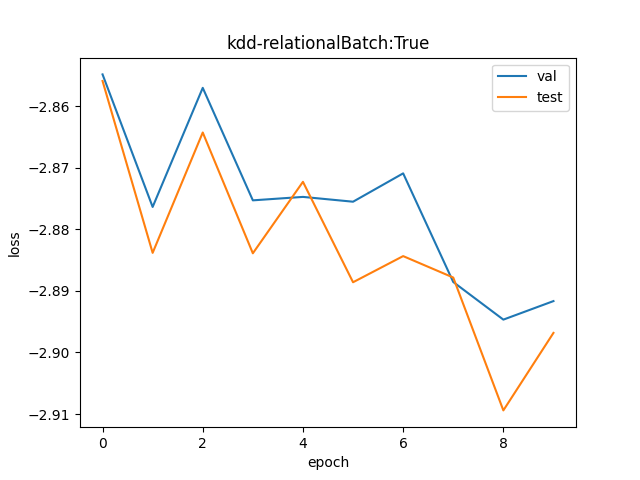 kdd-relationalBatch:True
val
test
loss
−2.86
−2.87
−2.88
−2.89
−2.90
−2.91
0
2
4
6
8
epoch